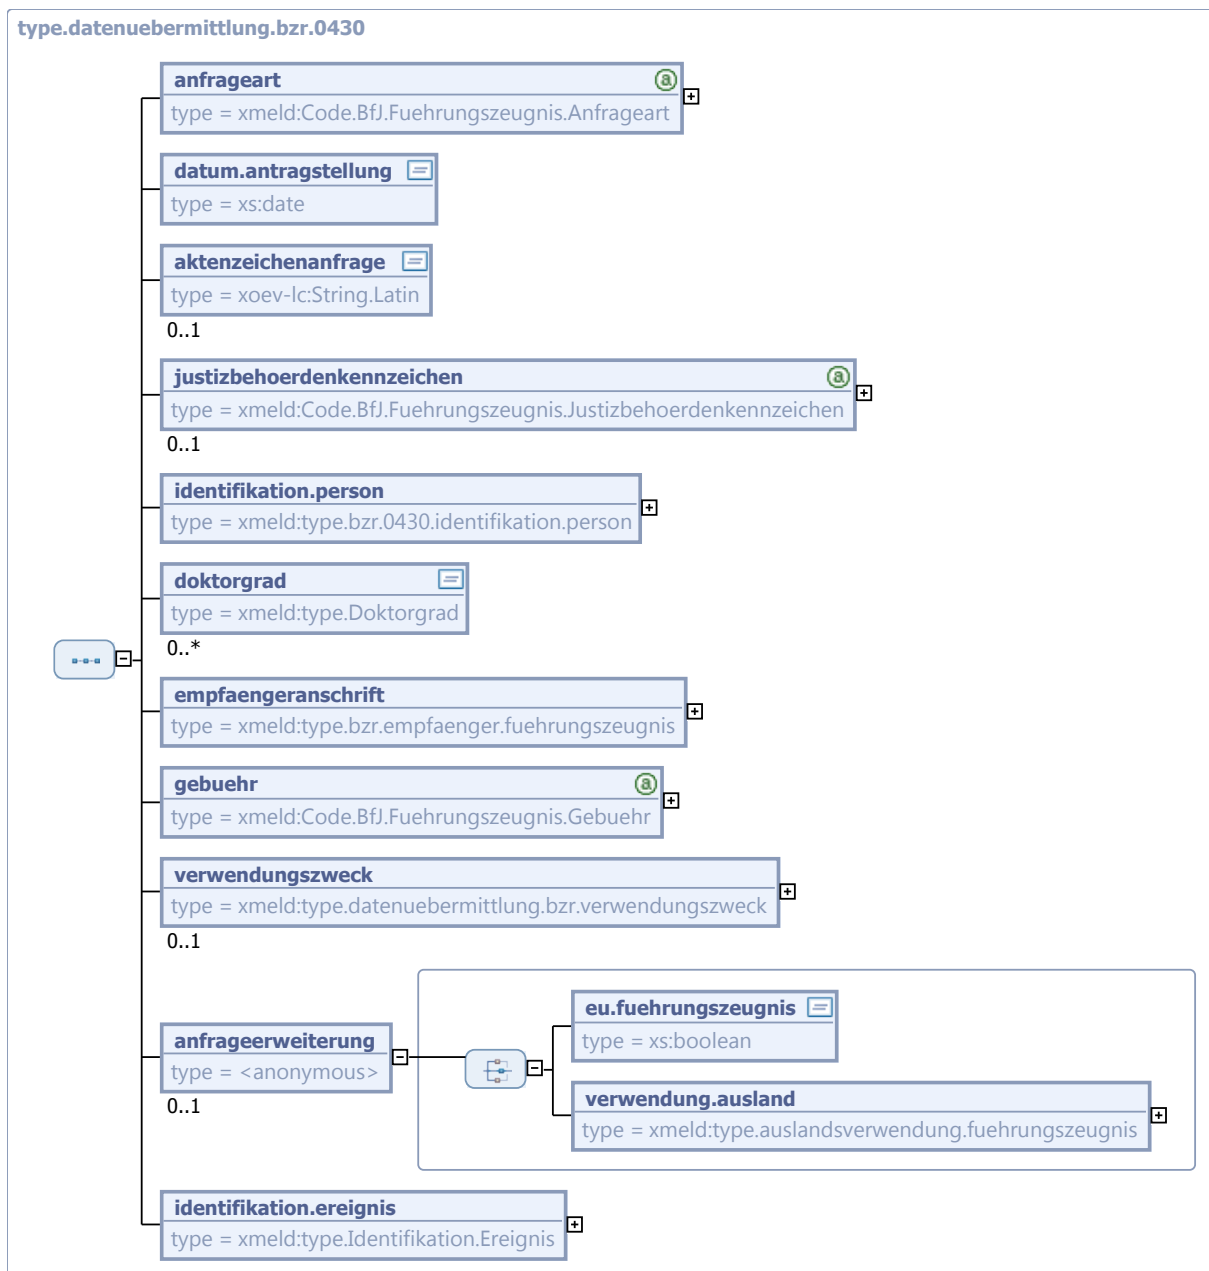 type.datenuebermittlung.bzr.0430
anfrageart
type = xmeld:Code.BfJ.Fuehrungszeugnis.Anfrageart
datum.antragstellung
type = xs:date
aktenzeichenanfrage
type = xoev-lc:String.Latin
0..1
justizbehoerdenkennzeichen
type = xmeld:Code.BfJ.Fuehrungszeugnis.Justizbehoerdenkennzeichen
0..1
identifikation.person
type = xmeld:type.bzr.0430.identifikation.person
doktorgrad
type = xmeld:type.Doktorgrad
0..*
empfaengeranschrift
type = xmeld:type.bzr.empfaenger.fuehrungszeugnis
gebuehr
type = xmeld:Code.BfJ.Fuehrungszeugnis.Gebuehr
verwendungszweck
type = xmeld:type.datenuebermittlung.bzr.verwendungszweck
0..1
anfrageerweiterung
type = <anonymous>
0..1
eu.fuehrungszeugnis
type = xs:boolean
verwendung.ausland
type = xmeld:type.auslandsverwendung.fuehrungszeugnis
identifikation.ereignis
type = xmeld:type.Identifikation.Ereignis